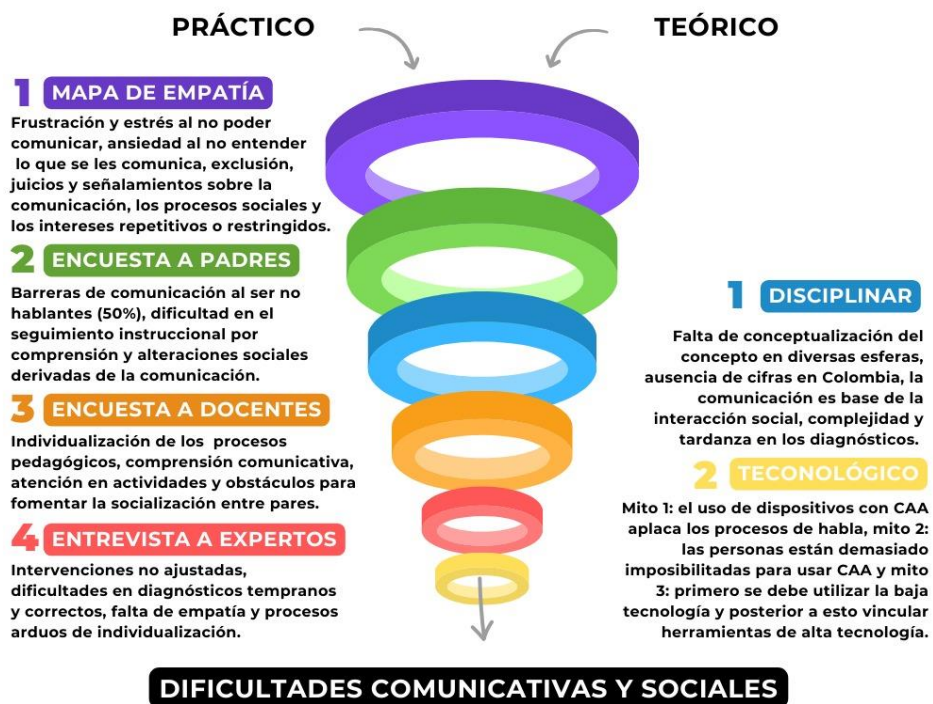 PRÁCTICO
TEÓRICO
1 MAPA DE EMPATÍA
Frustración y estrés al no poder
comunicar, ansiedad al no entender
lo que se les comunica, exclusión,
juicios y señalamientos sobre la
comunicación, los procesos sociales y
los intereses repetitivos o restringidos.
2 ENCUESTA A PADRES
Barreras de comunicación al ser no
hablantes (50%), dificultad en el
seguimiento instruccional por
comprensión y alteraciones sociales
derivadas de la comunicación.
3 ENCUESTA A DOCENTES
Individualización de los procesos
pedagógicos, comprensión comunicativa,
atención en actividades y obstáculos para
fomentar la socialización entre pares.
4 ENTREVISTA A EXPERTOS
Intervenciones no ajustadas,
dificultades en diagnósticos tempranos
y correctos, falta de empatía y procesos
arduos de individualización.
1 DISCIPLINAR
Falta de conceptualización del
concepto en diversas esferas,
ausencia de cifras en Colombia, la
comunicación es base de la
interacción social, complejidad y
tardanza en los diagnósticos.
2 TECONOLÓGICO
Mito 1: el uso de dispositivos con CAA
aplaca los procesos de habla, mito 2:
las personas están demasiado
imposibilitadas para usar CAA y mito
3: primero se debe utilizar la baja
tecnología y posterior a esto vincular
herramientas de alta tecnología.
DIFICULTADES COMUNICATIVAS Y SOCIALES